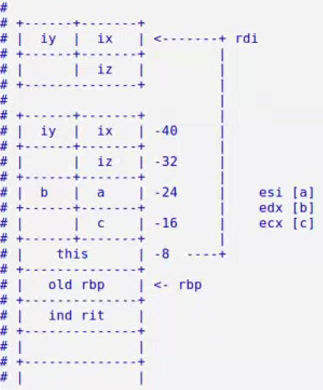 #
# +------+-------+
# |  iy  |  ix   | <-------+ rdi
# +------+-------+         |
# |      |  iz   |         |
# +--------------+         |
#                          |
# +------+-------+         |
# |  iy  |  ix   | -40     |
# +------+-------+         |
# |      |  iz   | -32     |
# +------+-------+         |
# |  b   |  a    | -24     |    esi [a]
# +------+-------+         |    edx [b]
# |      |  c    | -16     |    ecx [c]
# +------+-------+         |
# |    this      | -8  ----+
# +--------------+
# |   old rbp    | <- rbp
# +--------------+
# |   ind rit    |
# +--------------+
# |              |
# +--------------+
# |              |